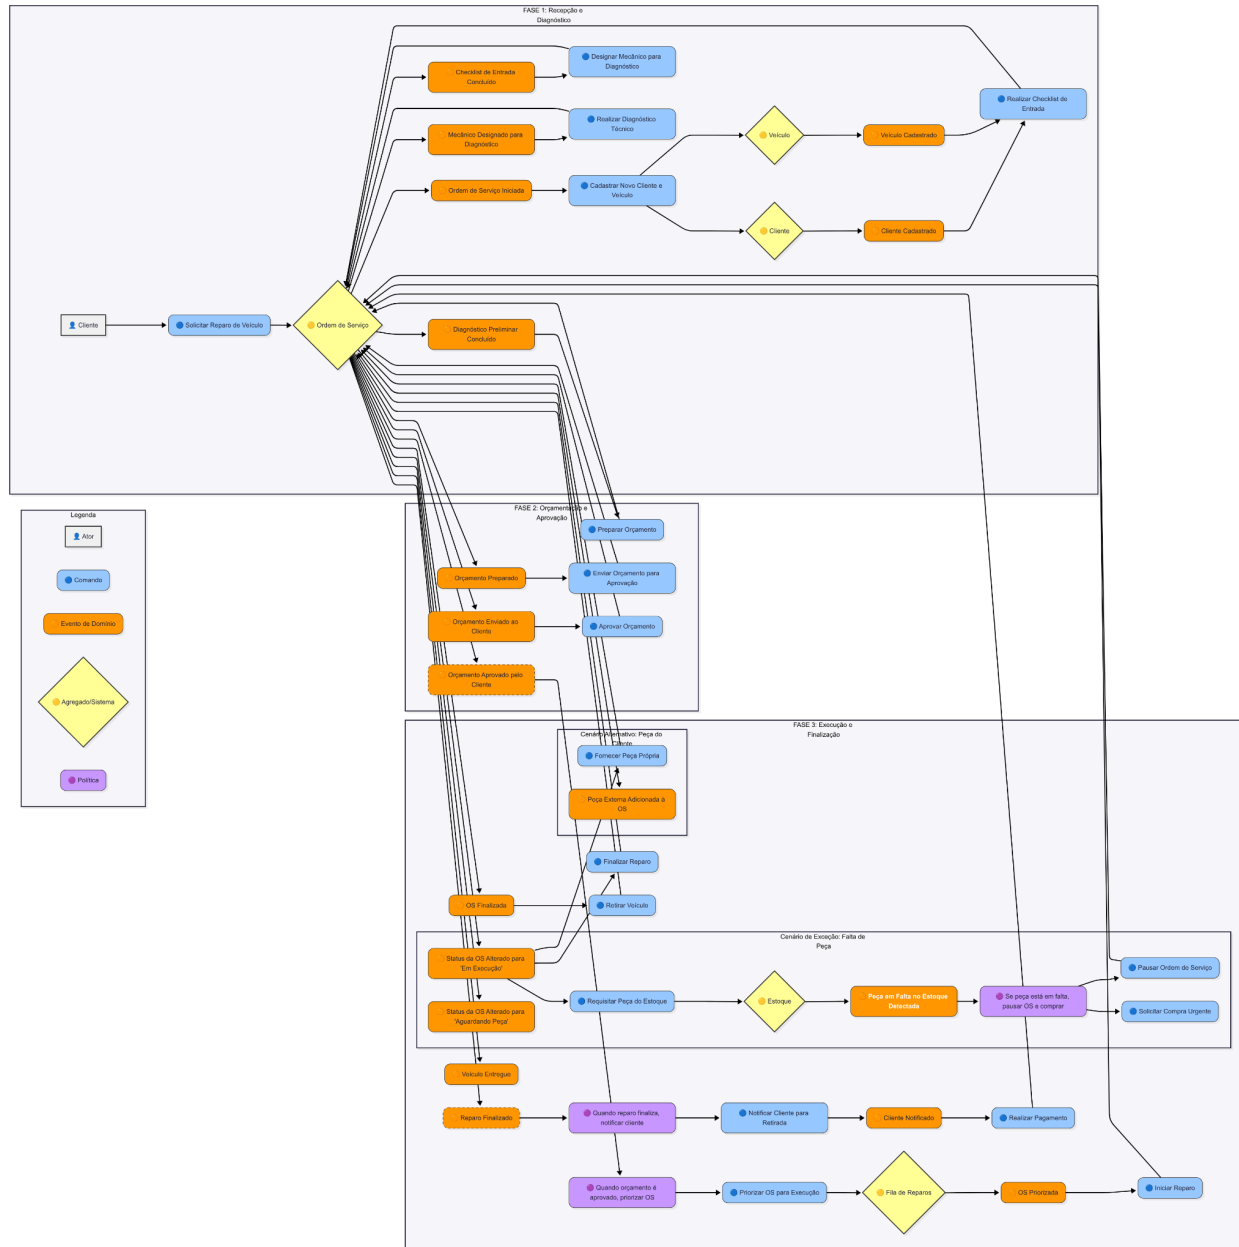 FASE 1: Recepção e
Diagnóstico
Designar Mecânico para
Diagnóstico
Checklist de Entrada
Concluído
Realizar Checklist de
Entrada
Realizar Diagnóstico
Técnico
Mecânico Designado para
Diagnóstico
Veículo
Veículo Cadastrado
Ordem de Serviço Iniciada
Cadastrar Novo Cliente e
Veículo
Cliente
Cliente Cadastrado
Cliente
Solicitar Reparo de Veículo
Ordem de Serviço
Diagnóstico Preliminar
Concluído
Legenda
Ator
Comando
Evento de Domínio
Agregado/Sistema
Política
FASE 2: Orçamentação e
Aprovação
Preparar Orçamento
Orçamento Preparado
Enviar Orçamento para
Aprovação
Orçamento Enviado ao
Cliente
Aprovar Orçamento
Orçamento Aprovado pelo
Cliente
FASE 3: Execução e
Finalização
Cenário Alternativo: Peça do
Cliente
Fornecer Peça Própria
Peça Externa Adicionada à
OS
Finalizar Reparo
OS Finalizada
Retirar Veículo
Cenário de Exceção: Falta de
Peça
Status da OS Alterado para
'Em Execução'
Requisitar Peça do Estoque
Estoque
Peça em Falta no Estoque
Detectada
Se peça está em falta,
pausar OS e comprar
Pausar Ordem de Serviço
Solicitar Compra Urgente
Status da OS Alterado para
'Aguardando Peça'
Veículo Entregue
Reparo Finalizado
Quando reparo finaliza,
notificar cliente
Notificar Cliente para
Retirada
Cliente Notificado
Realizar Pagamento
Quando orçamento é
aprovado, priorizar OS
Priorizar OS para Execução
Fila de Reparos
OS Priorizada
Iniciar Reparo